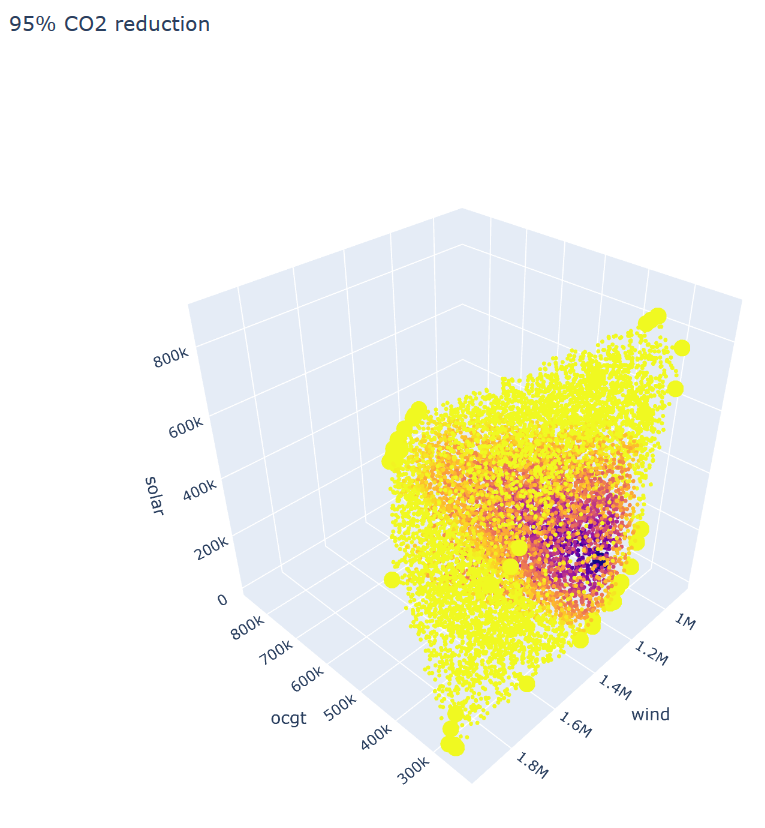 95% CO2 reduction
800k
600k
400k
200k
0
solar
800k
700k
600k
500k
400k
300k
ocgt
1M
1.2M
1.4M
1.6M
1.8M
wind